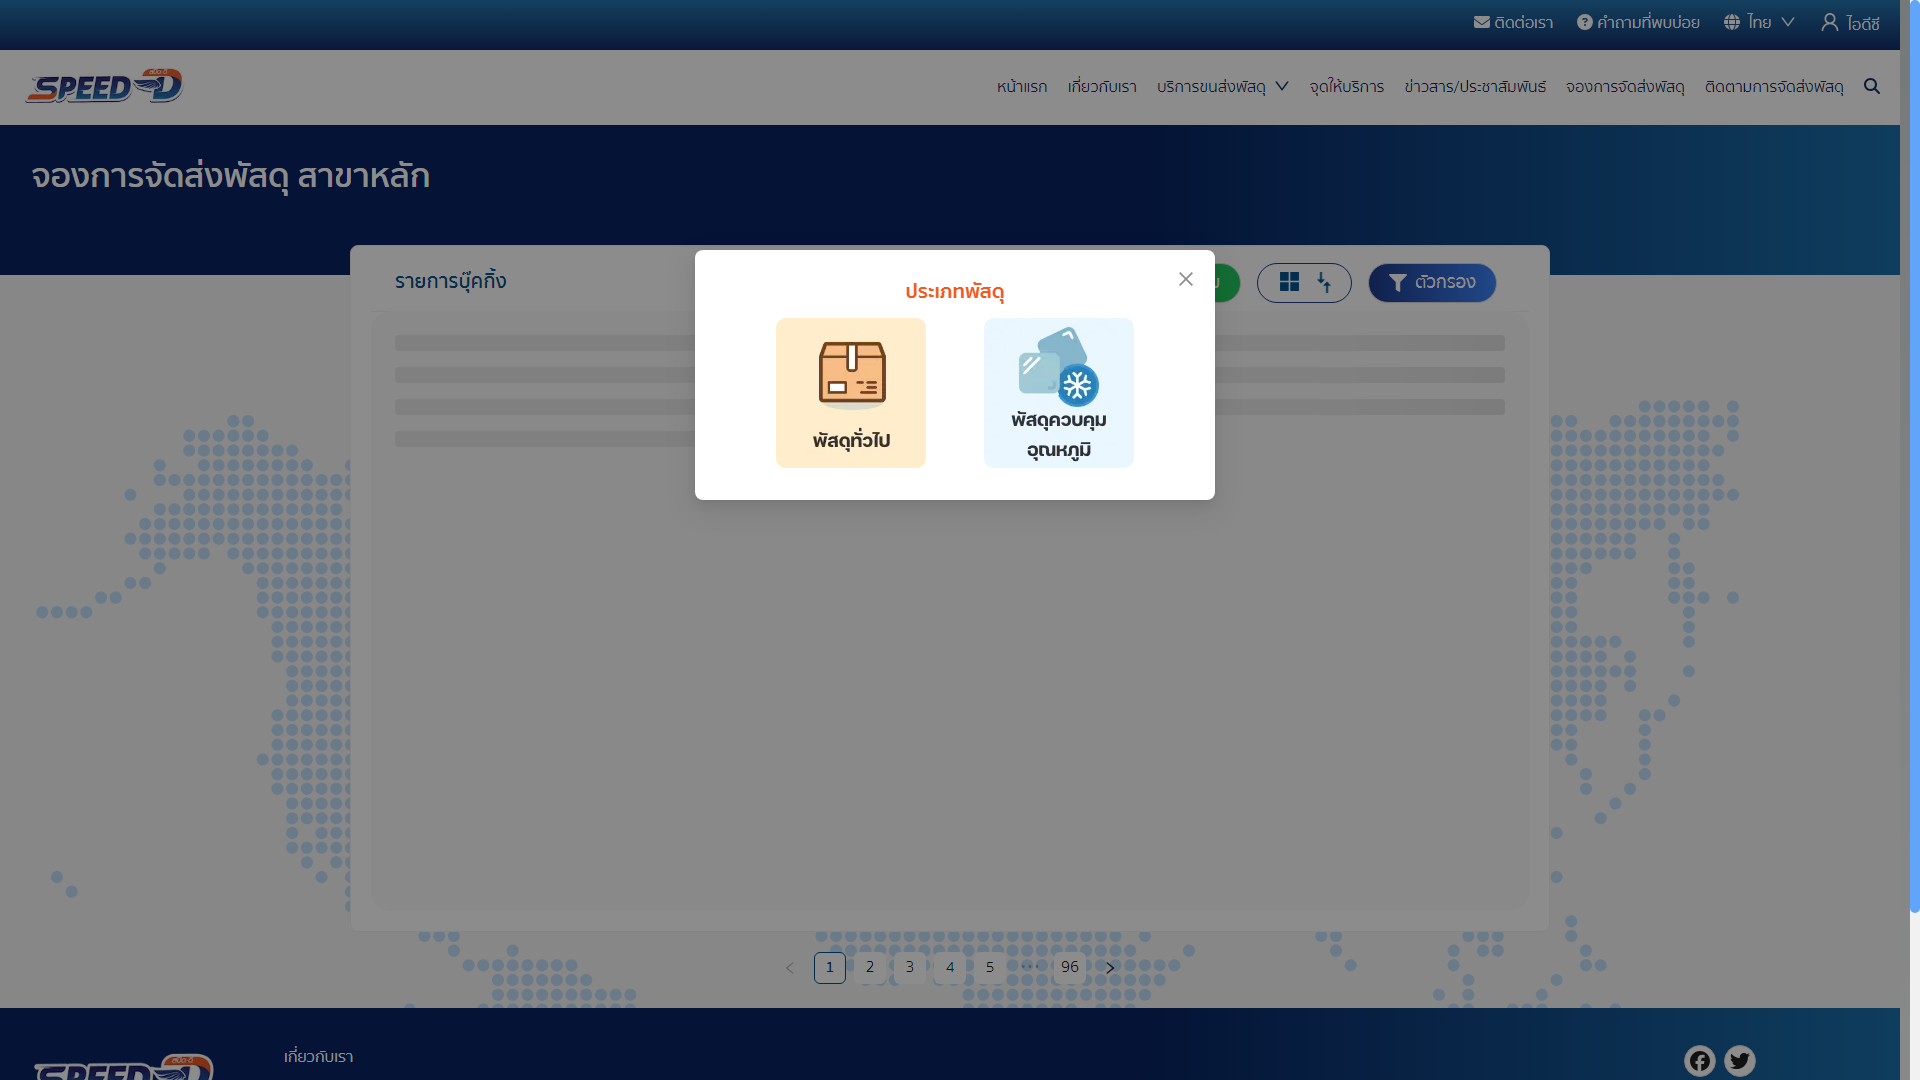 ติดต่อเรา คำถามที่พบบ่อย ไทย ไอดีซี
SPEED-D
หน้าแรก เกี่ยวกับเรา บริการขนส่งพัสดุ จุดให้บริการ ข่าวสาร/ประชาสัมพันธ์ จองการจัดส่งพัสดุ ติดตามการจัดส่งพัสดุ
จองการจัดส่งพัสดุ สาขาหลัก
รายการบุ๊คกิ้ง
ตัวกรอง
ประเภทพัสดุ
พัสดุทั่วไป
พัสดุควบคุม
อุณหภูมิ
1 2 3 4 5 ••• 96
เกี่ยวกับเรา
SPEED-D